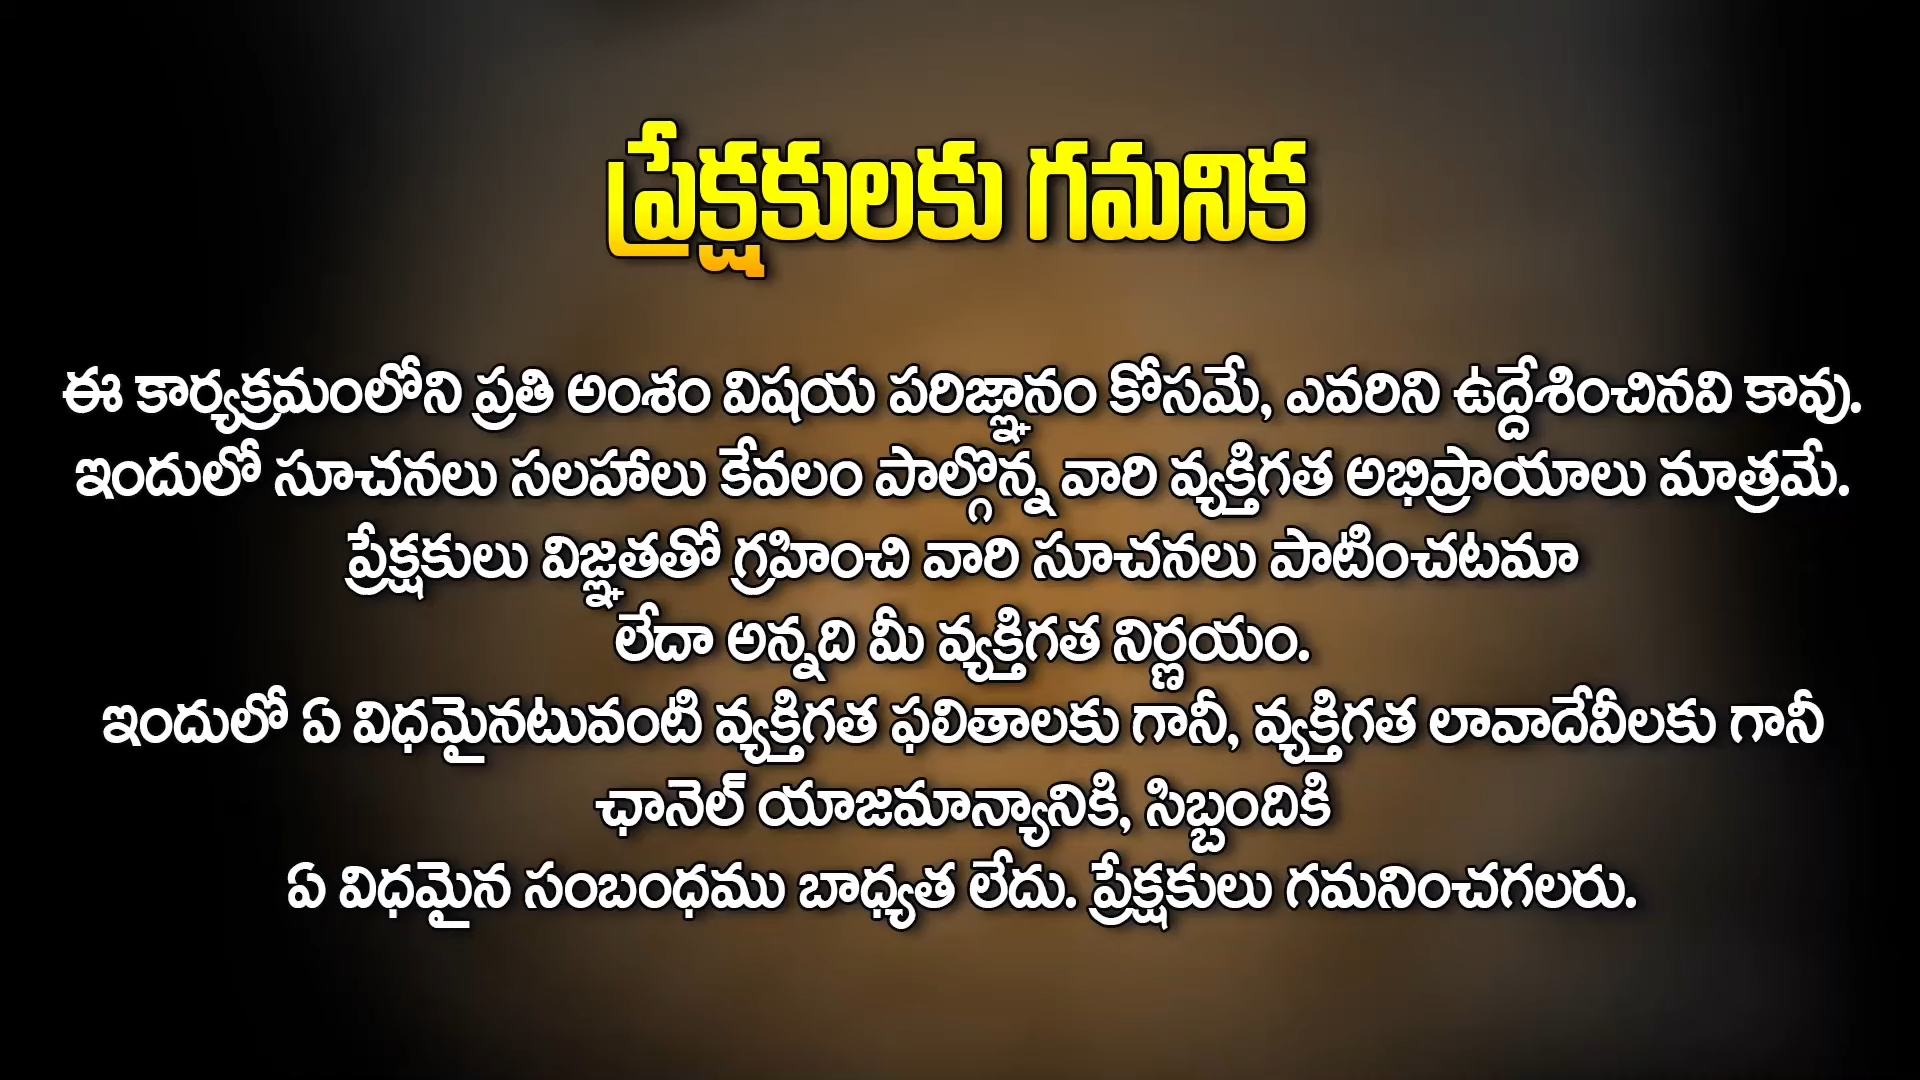 ప్రేక్షకులకు గమనిక
ఈ కార్యక్రమంలోని ప్రతి అంశం విషయ పరిజ్ఞానం కోసమే, ఎవరిని ఉద్దేశించినవి కావు.
ఇందులో సూచనలు సలహాలు కేవలం పాల్గొన్న వారి వ్యక్తిగత అభిప్రాయాలు మాత్రమే.
ప్రేక్షకులు విజ్ఞతతో గ్రహించి వారి సూచనలు పాటించటమా
లేదా అన్నది మీ వ్యక్తిగత నిర్ణయం.
ఇందులో ఏ విధమైనటువంటి వ్యక్తిగత ఫలితాలకు గానీ, వ్యక్తిగత లావాదేవీలకు గానీ
ఛానెల్ యాజమాన్యానికి, సిబ్బందికి
ఏ విధమైన సంబంధము బాధ్యత లేదు. ప్రేక్షకులు గమనించగలరు.